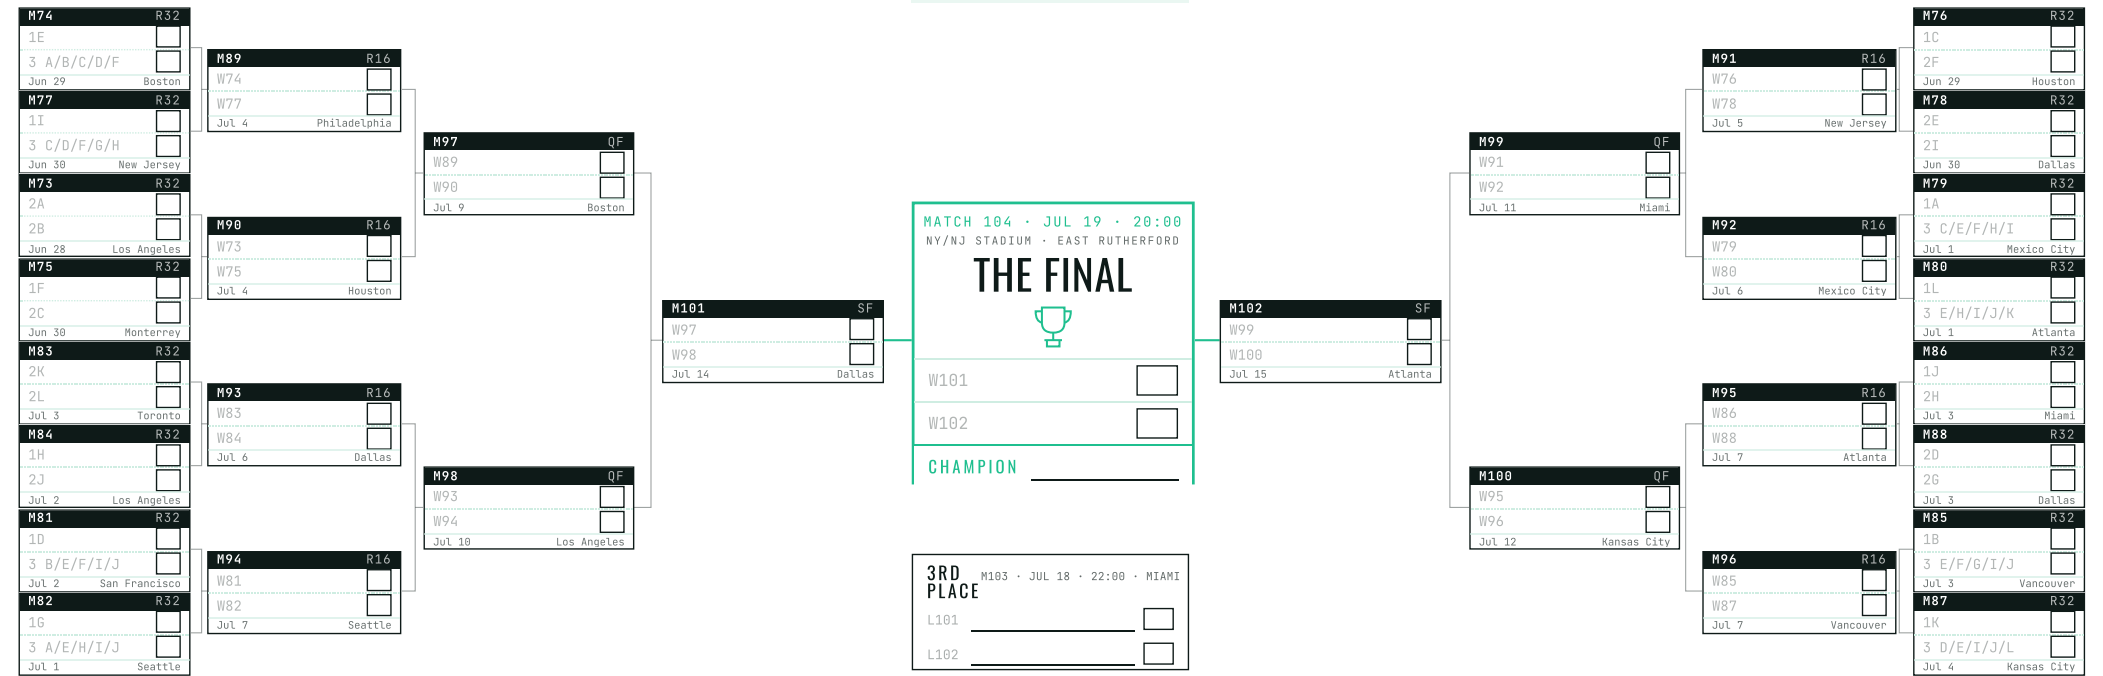 M74 R32
1E
3 A/B/C/D/F
Jun 29 Boston
M77 R32
1I
3 C/D/F/G/H
Jun 30 New Jersey
M73 R32
2A
2B
Jun 28 Los Angeles
M75 R32
1F
2C
Jun 30 Monterrey
M83 R32
2K
2L
Jul 3 Toronto
M84 R32
1H
2J
Jul 2 Los Angeles
M81 R32
1D
3 B/E/F/I/J
Jul 2 San Francisco
M82 R32
1G
3 A/E/H/I/J
Jul 1 Seattle
M89 R16
W74
W77
Jul 4 Philadelphia
M90 R16
W73
W75
Jul 4 Houston
M93 R16
W83
W84
Jul 6 Dallas
M94 R16
W81
W82
Jul 7 Seattle
M97 QF
W89
W90
Jul 9 Boston
M98 QF
W93
W94
Jul 10 Los Angeles
M101 SF
W97
W98
Jul 14 Dallas
MATCH 104 · JUL 19 · 20:00
NY/NJ STADIUM · EAST RUTHERFORD
THE FINAL
W101
W102
CHAMPION
3RD
PLACE
M103 · JUL 18 · 22:00 · MIAMI
L101
L102
M102 SF
W99
W100
Jul 15 Atlanta
M99 QF
W91
W92
Jul 11 Miami
M100 QF
W95
W96
Jul 12 Kansas City
M91 R16
W76
W78
Jul 5 New Jersey
M92 R16
W79
W80
Jul 6 Mexico City
M95 R16
W86
W88
Jul 7 Atlanta
M96 R16
W85
W87
Jul 7 Vancouver
M76 R32
1C
2F
Jun 29 Houston
M78 R32
2E
2I
Jun 30 Dallas
M79 R32
1A
3 C/E/F/H/I
Jul 1 Mexico City
M80 R32
1L
3 E/H/I/J/K
Jul 1 Atlanta
M86 R32
1J
2H
Jul 3 Miami
M88 R32
2D
2G
Jul 3 Dallas
M85 R32
1B
3 E/F/G/I/J
Jul 3 Vancouver
M87 R32
1K
3 D/E/I/J/L
Jul 4 Kansas City